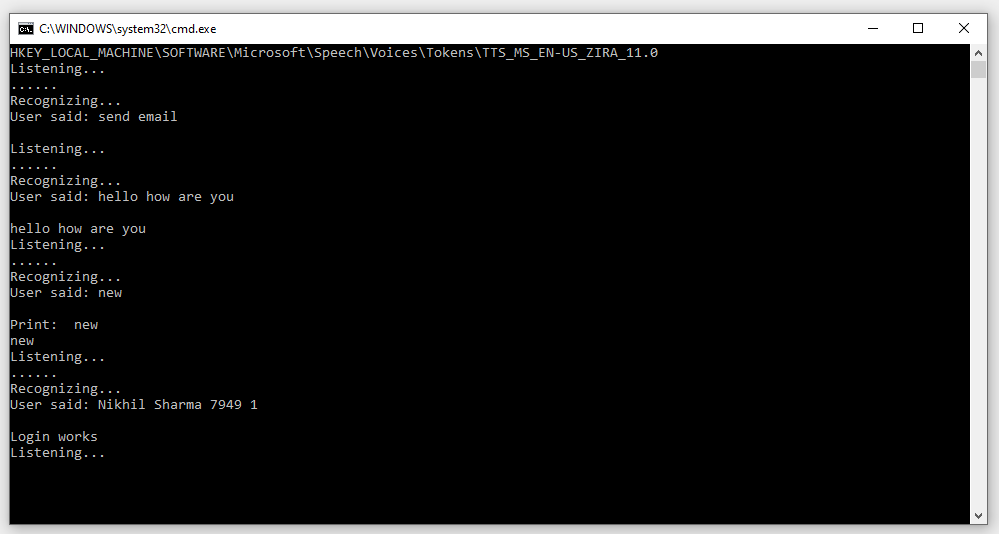 C:\WINDOWS\system32\cmd.exe
HKEY_LOCAL_MACHINE\SOFTWARE\Microsoft\Speech\Voices\Tokens\TTS_MS_EN-US_ZIRA_11.0
Listening...
......
Recognizing...
User said: send email
Listening...
......
Recognizing...
User said: hello how are you
hello how are you
Listening...
......
Recognizing...
User said: new
Print:  new
new
Listening...
......
Recognizing...
User said: Nikhil Sharma 7949 1
Login works
Listening...